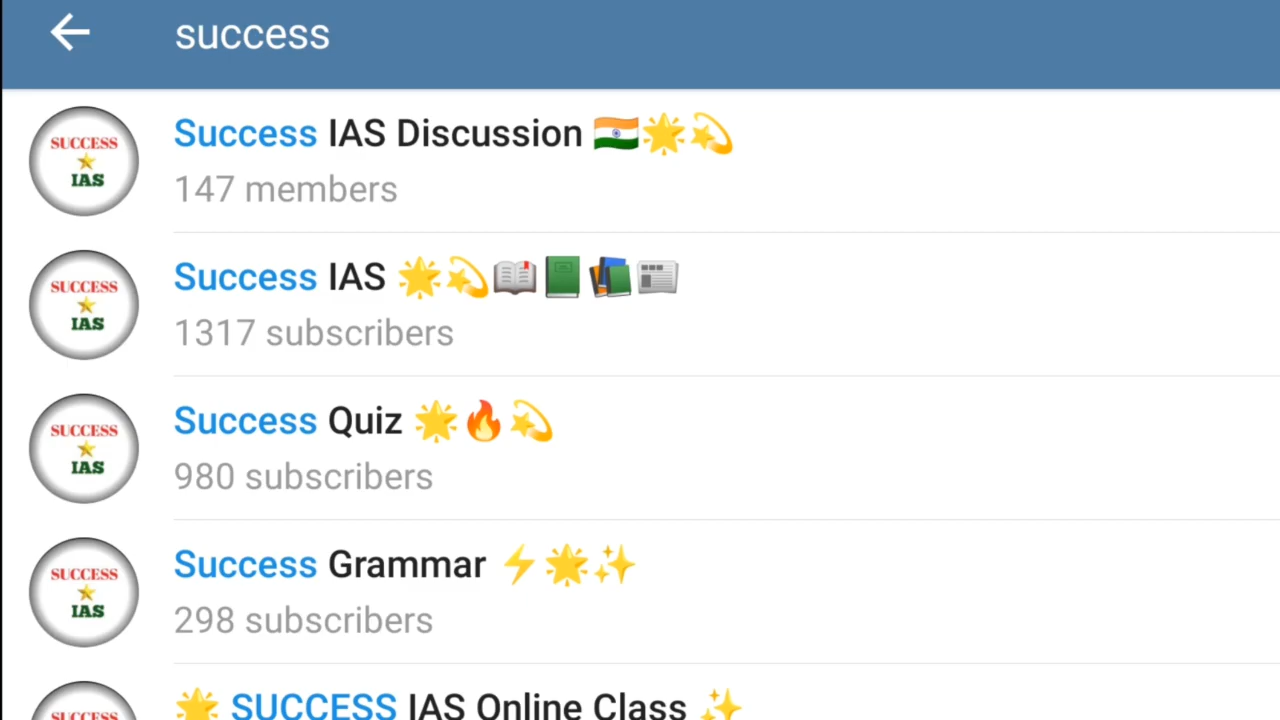 success
SUCCESS
IAS
Success IAS Discussion 🇮🇳🌟💫
147 members
SUCCESS
IAS
Success IAS 🌟💫📖📗📚📰
1317 subscribers
SUCCESS
IAS
Success Quiz 🌟🔥💫
980 subscribers
SUCCESS
IAS
Success Grammar ⚡🌟✨
298 subscribers
SUCCESS
🌟 SUCCESS IAS Online Class ✨